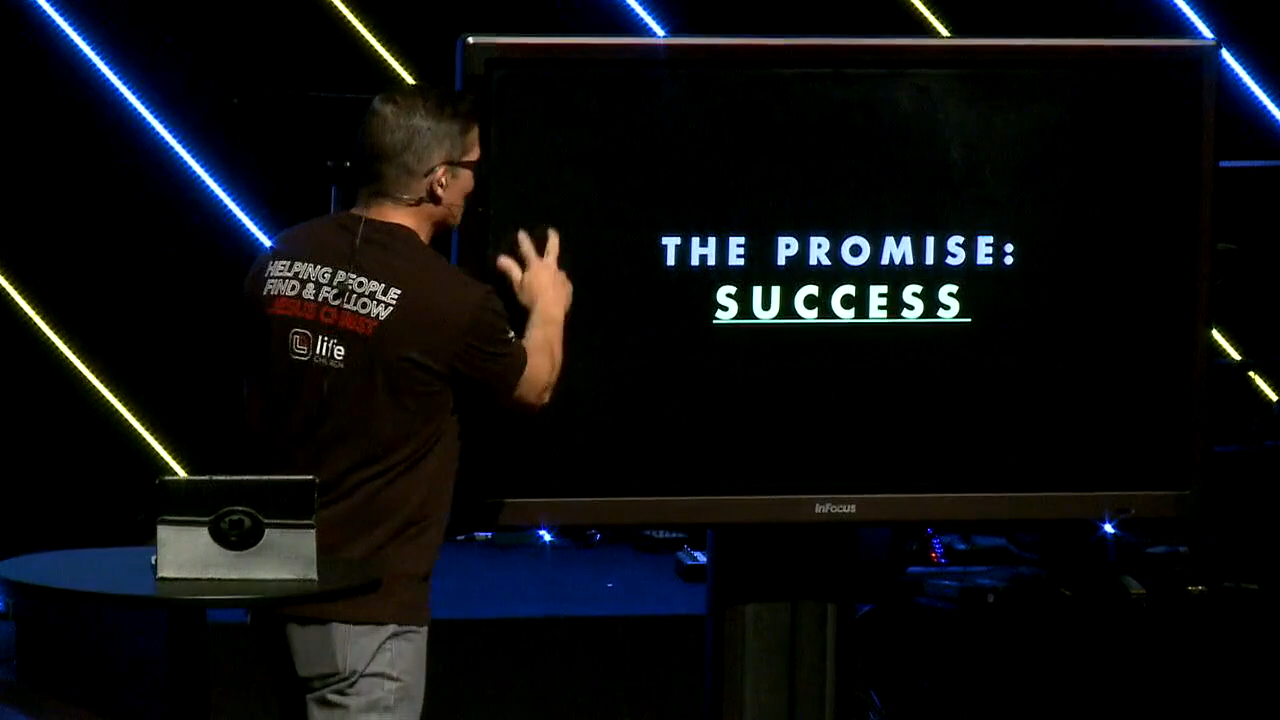 THE PROMISE:
SUCCESS
HELPING PEOPLE
FIND & FOLLOW
JESUS CHRIST
life
CHURCH
InFocus